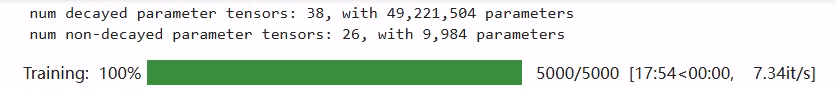 num decayed parameter tensors: 38, with 49,221,504 parameters
num non-decayed parameter tensors: 26, with 9,984 parameters
Training: 100% 5000/5000 [17:54<00:00, 7.34it/s]